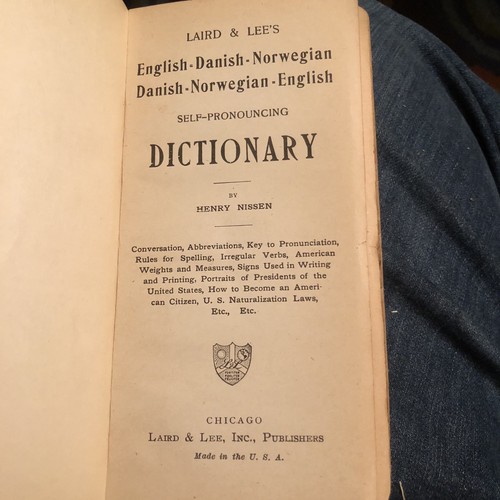 LAIRD & LEE'S
English-Danish-Norwegian
Danish-Norwegian-English
SELF-PRONOUNCING
DICTIONARY
BY
HENRY NISSEN
Conversation, Abbreviations, Key to Pronunciation,
Rules for Spelling, Irregular Verbs, American
Weights and Measures, Signs Used in Writing
and Printing, Portraits of Presidents of the
United States, How to Become an Ameri-
can Citizen, U. S. Naturalization Laws,
Etc., Etc.
CHICAGO
LAIRD & LEE, INC., PUBLISHERS
Made in the U. S. A.